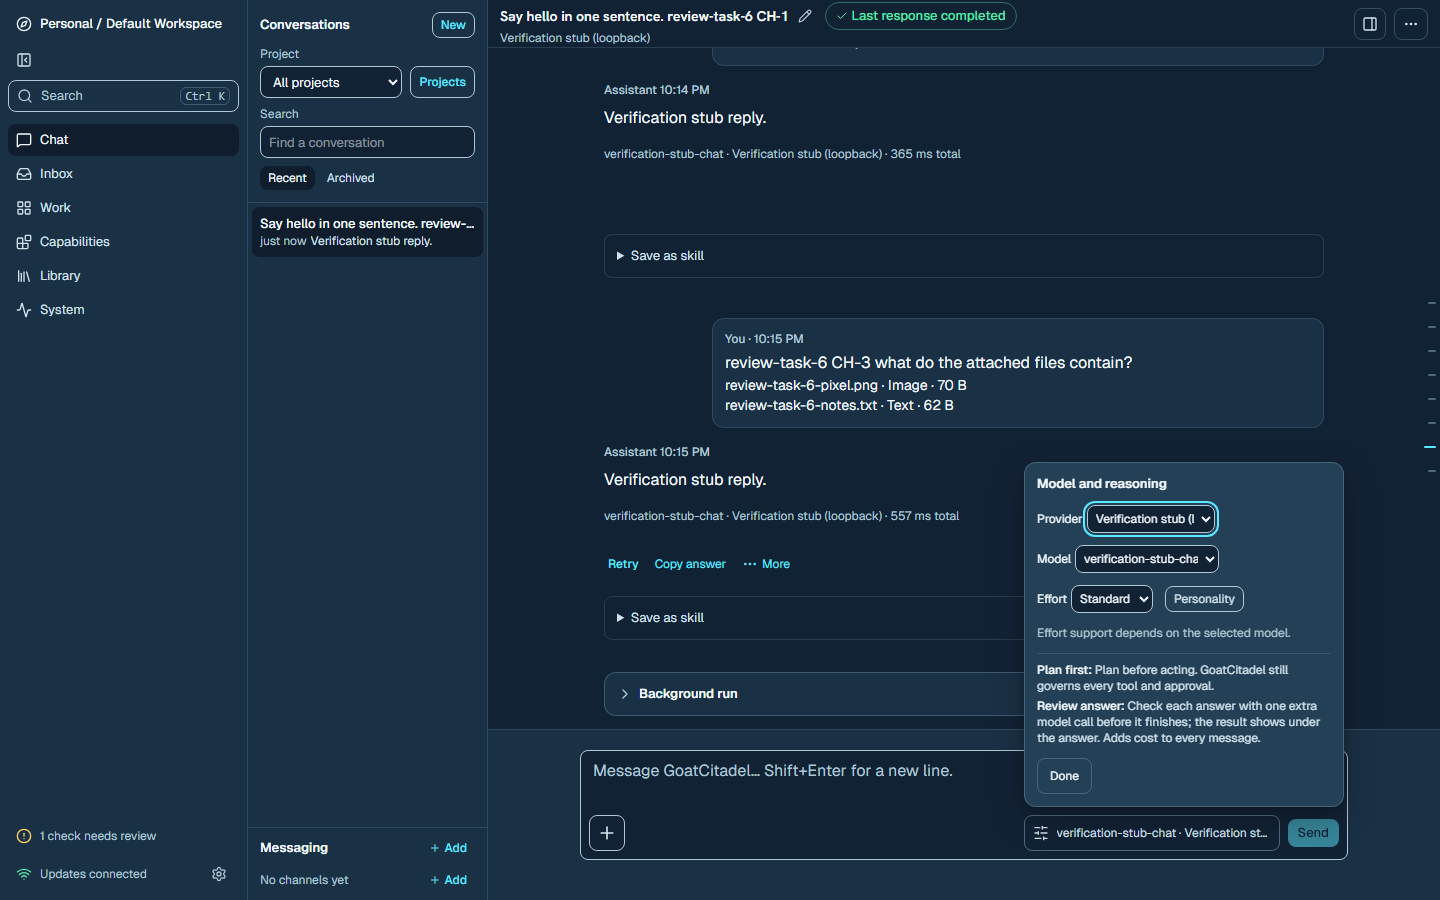 Personal / Default Workspace
Search
Ctrl K
Chat
Inbox
Work
Capabilities
Library
System
1 check needs review
Updates connected
Conversations
New
Project
All projects
Projects
Search
Find a conversation
Recent
Archived
Say hello in one sentence. review-...
just now Verification stub reply.
Messaging
+ Add
No channels yet
+ Add
Say hello in one sentence. review-task-6 CH-1
Last response completed
Verification stub (loopback)
Assistant 10:14 PM
Verification stub reply.
verification-stub-chat · Verification stub (loopback) · 365 ms total
Save as skill
You · 10:15 PM
review-task-6 CH-3 what do the attached files contain?
review-task-6-pixel.png · Image · 70 B
review-task-6-notes.txt · Text · 62 B
Assistant 10:15 PM
Verification stub reply.
verification-stub-chat · Verification stub (loopback) · 557 ms total
Retry
Copy answer
More
Save as skill
Background run
Model and reasoning
Provider
Verification stub (l
Model
verification-stub-cha
Effort
Standard
Personality
Effort support depends on the selected model.
Plan first: Plan before acting. GoatCitadel still
governs every tool and approval.
Review answer: Check each answer with one extra
model call before it finishes; the result shows under
the answer. Adds cost to every message.
Done
Message GoatCitadel... Shift+Enter for a new line.
verification-stub-chat · Verification st...
Send